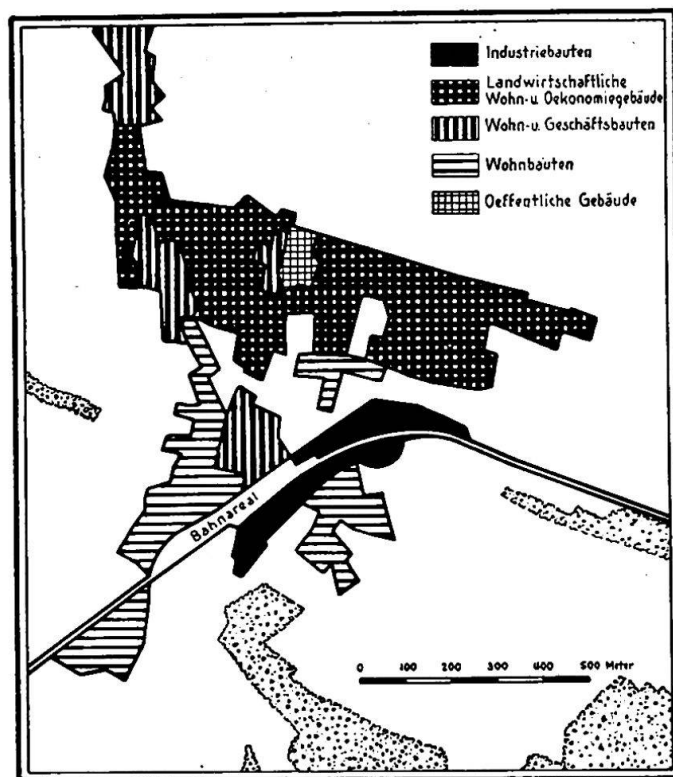 Industriebauten
Landwirtschaftliche
Wohn-u. Oekonomiegebäude
Wohn-u. Geschäftsbauten
Wohnbauten
Oeffentliche Gebäude
Bahnareal
0 100 200 300 400 500 Meter